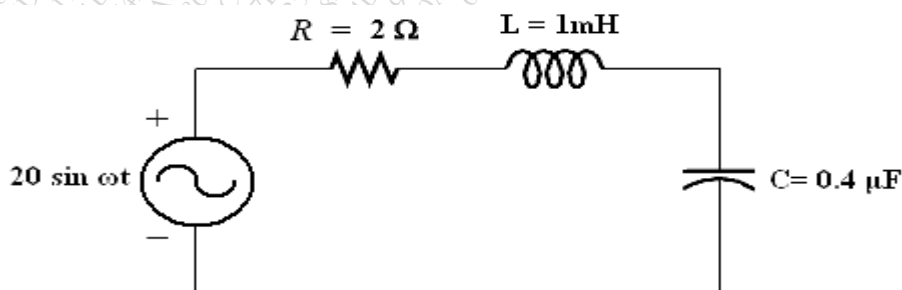 R = 2 Ω
L = 1mH
+
20 sin ωt
−
C= 0.4 µF